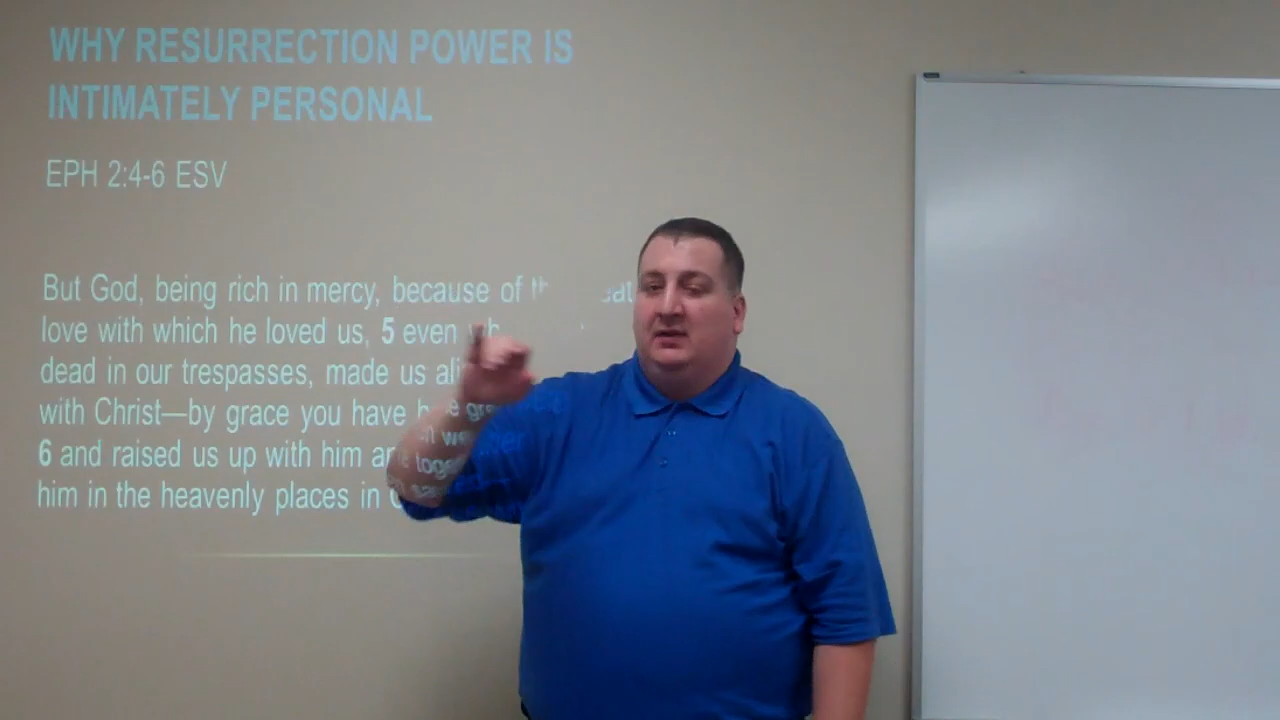 WHY RESURRECTION POWER IS
INTIMATELY PERSONAL
EPH 2:4-6 ESV
But God, being rich in mercy, because of
love with which he loved us, 5 even
dead in our trespasses, made us
with Christ—by grace you have
6 and raised us up with him
him in the heavenly places in